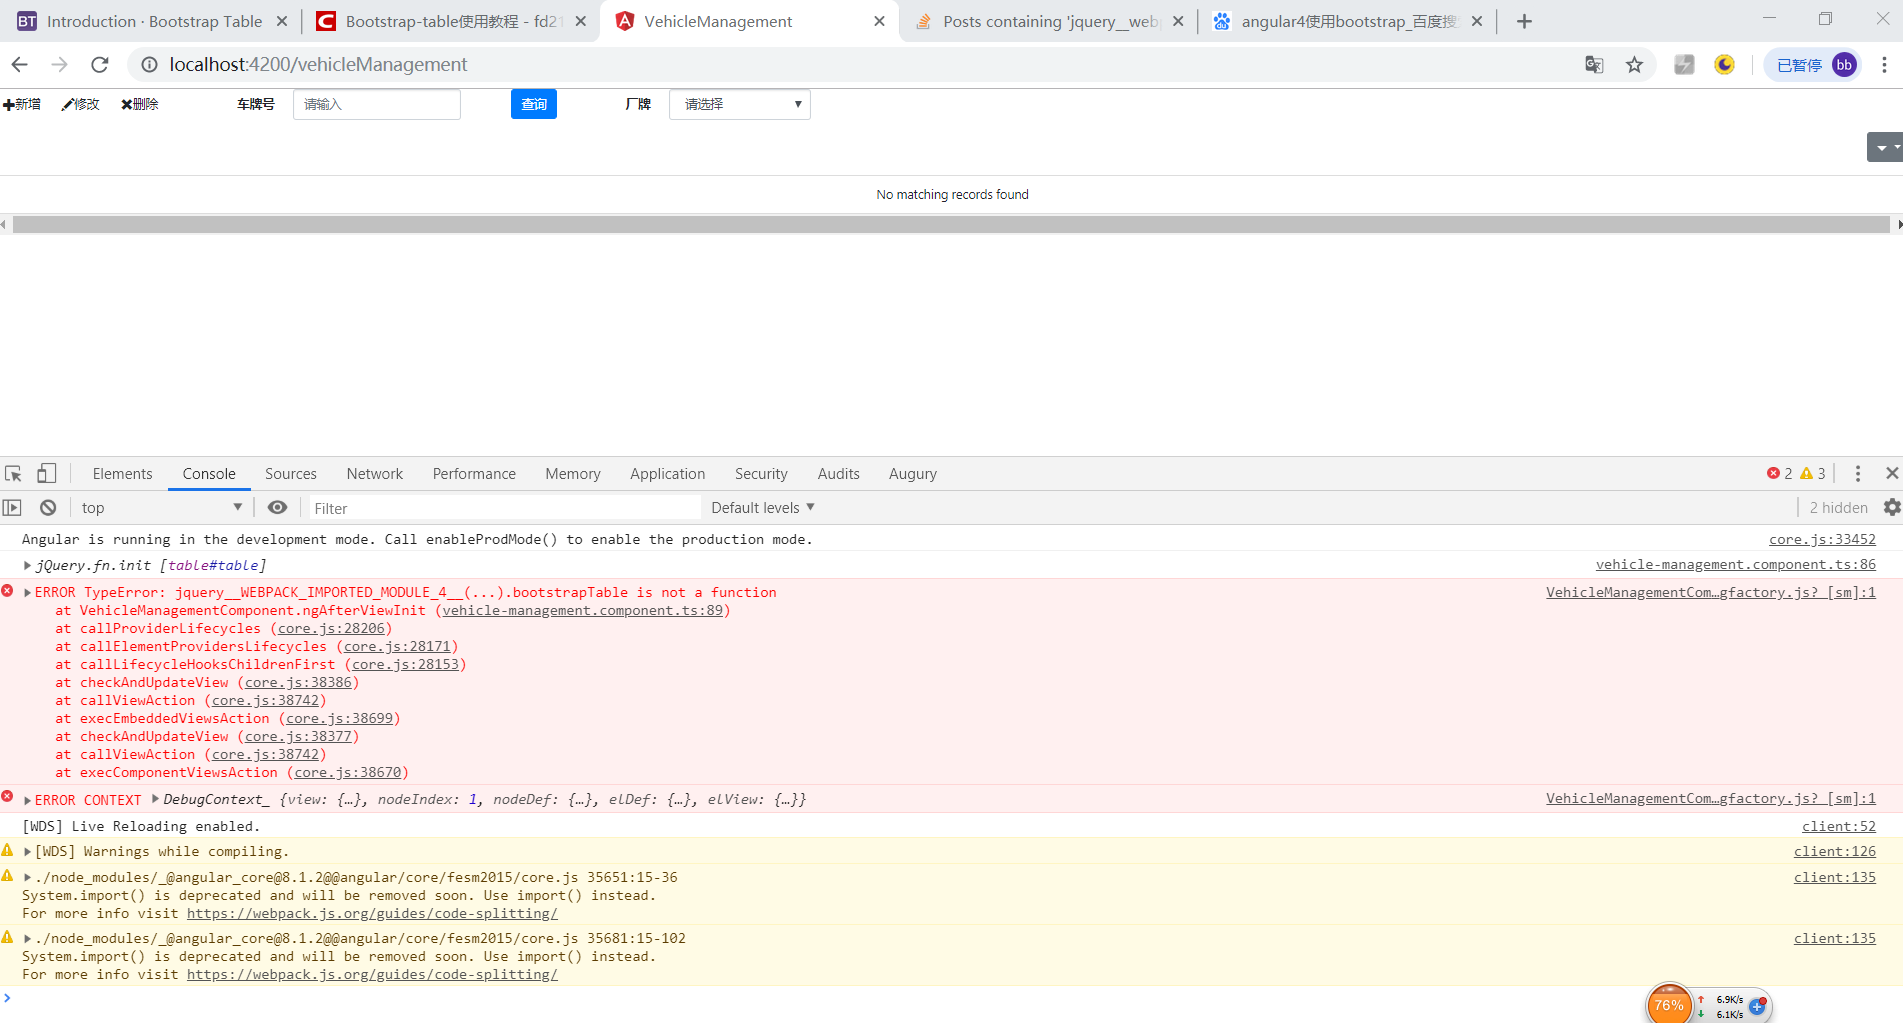 BT Introduction · Bootstrap Table
C Bootstrap-table使用教程 - fd21
VehicleManagement
Posts containing 'jquery__webp
angular4使用bootstrap_百度搜
localhost:4200/vehicleManagement
已暂停 bb
新增 修改 删除 车牌号 请输入 查询 厂牌 请选择
No matching records found
Elements Console Sources Network Performance Memory Application Security Audits Augury 2 3
top Filter Default levels 2 hidden
Angular is running in the development mode. Call enableProdMode() to enable the production mode. core.js:33452
jQuery.fn.init [table#table] vehicle-management.component.ts:86
ERROR TypeError: jquery__WEBPACK_IMPORTED_MODULE_4__(...).bootstrapTable is not a function VehicleManagementCom…gfactory.js? [sm]:1
at VehicleManagementComponent.ngAfterViewInit (vehicle-management.component.ts:89)
at callProviderLifecycles (core.js:28206)
at callElementProvidersLifecycles (core.js:28171)
at callLifecycleHooksChildrenFirst (core.js:28153)
at checkAndUpdateView (core.js:38386)
at callViewAction (core.js:38742)
at execEmbeddedViewsAction (core.js:38699)
at checkAndUpdateView (core.js:38377)
at callViewAction (core.js:38742)
at execComponentViewsAction (core.js:38670)
ERROR CONTEXT DebugContext_ {view: {…}, nodeIndex: 1, nodeDef: {…}, elDef: {…}, elView: {…}} VehicleManagementCom…gfactory.js? [sm]:1
[WDS] Live Reloading enabled. client:52
[WDS] Warnings while compiling. client:126
./node_modules/_@angular_core@8.1.2@@angular/core/fesm2015/core.js 35651:15-36 client:135
System.import() is deprecated and will be removed soon. Use import() instead.
For more info visit https://webpack.js.org/guides/code-splitting/
./node_modules/_@angular_core@8.1.2@@angular/core/fesm2015/core.js 35681:15-102 client:135
System.import() is deprecated and will be removed soon. Use import() instead.
For more info visit https://webpack.js.org/guides/code-splitting/
76% 6.9K/s
6.1K/s